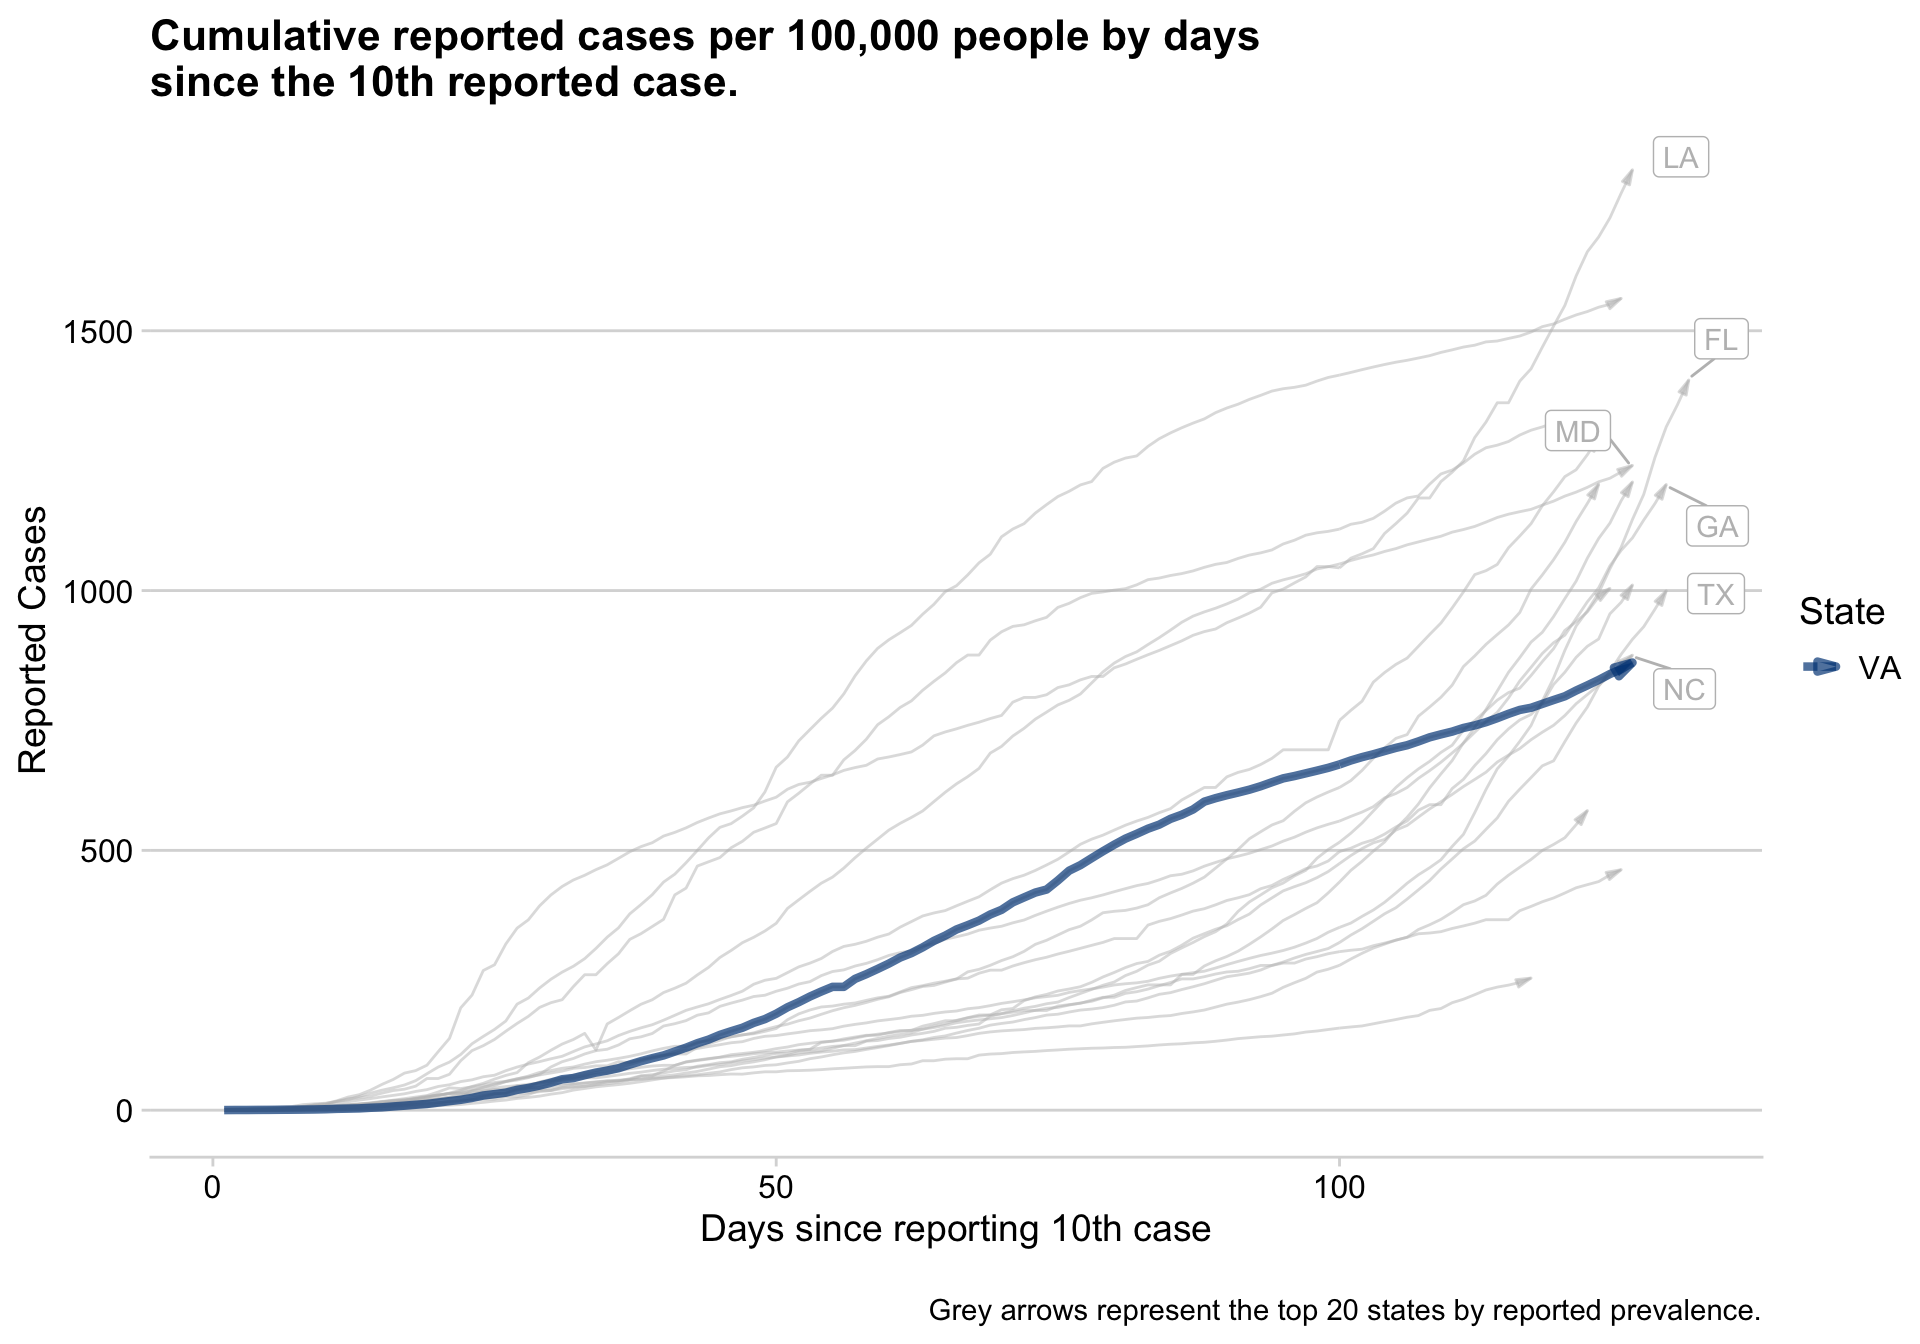 Cumulative reported cases per 100,000 people by days
since the 10th reported case.
LA
FL
MD
GA
TX
NC
1500
1000
500
0
Reported Cases
0 50 100
Days since reporting 10th case
State
VA
Grey arrows represent the top 20 states by reported prevalence.